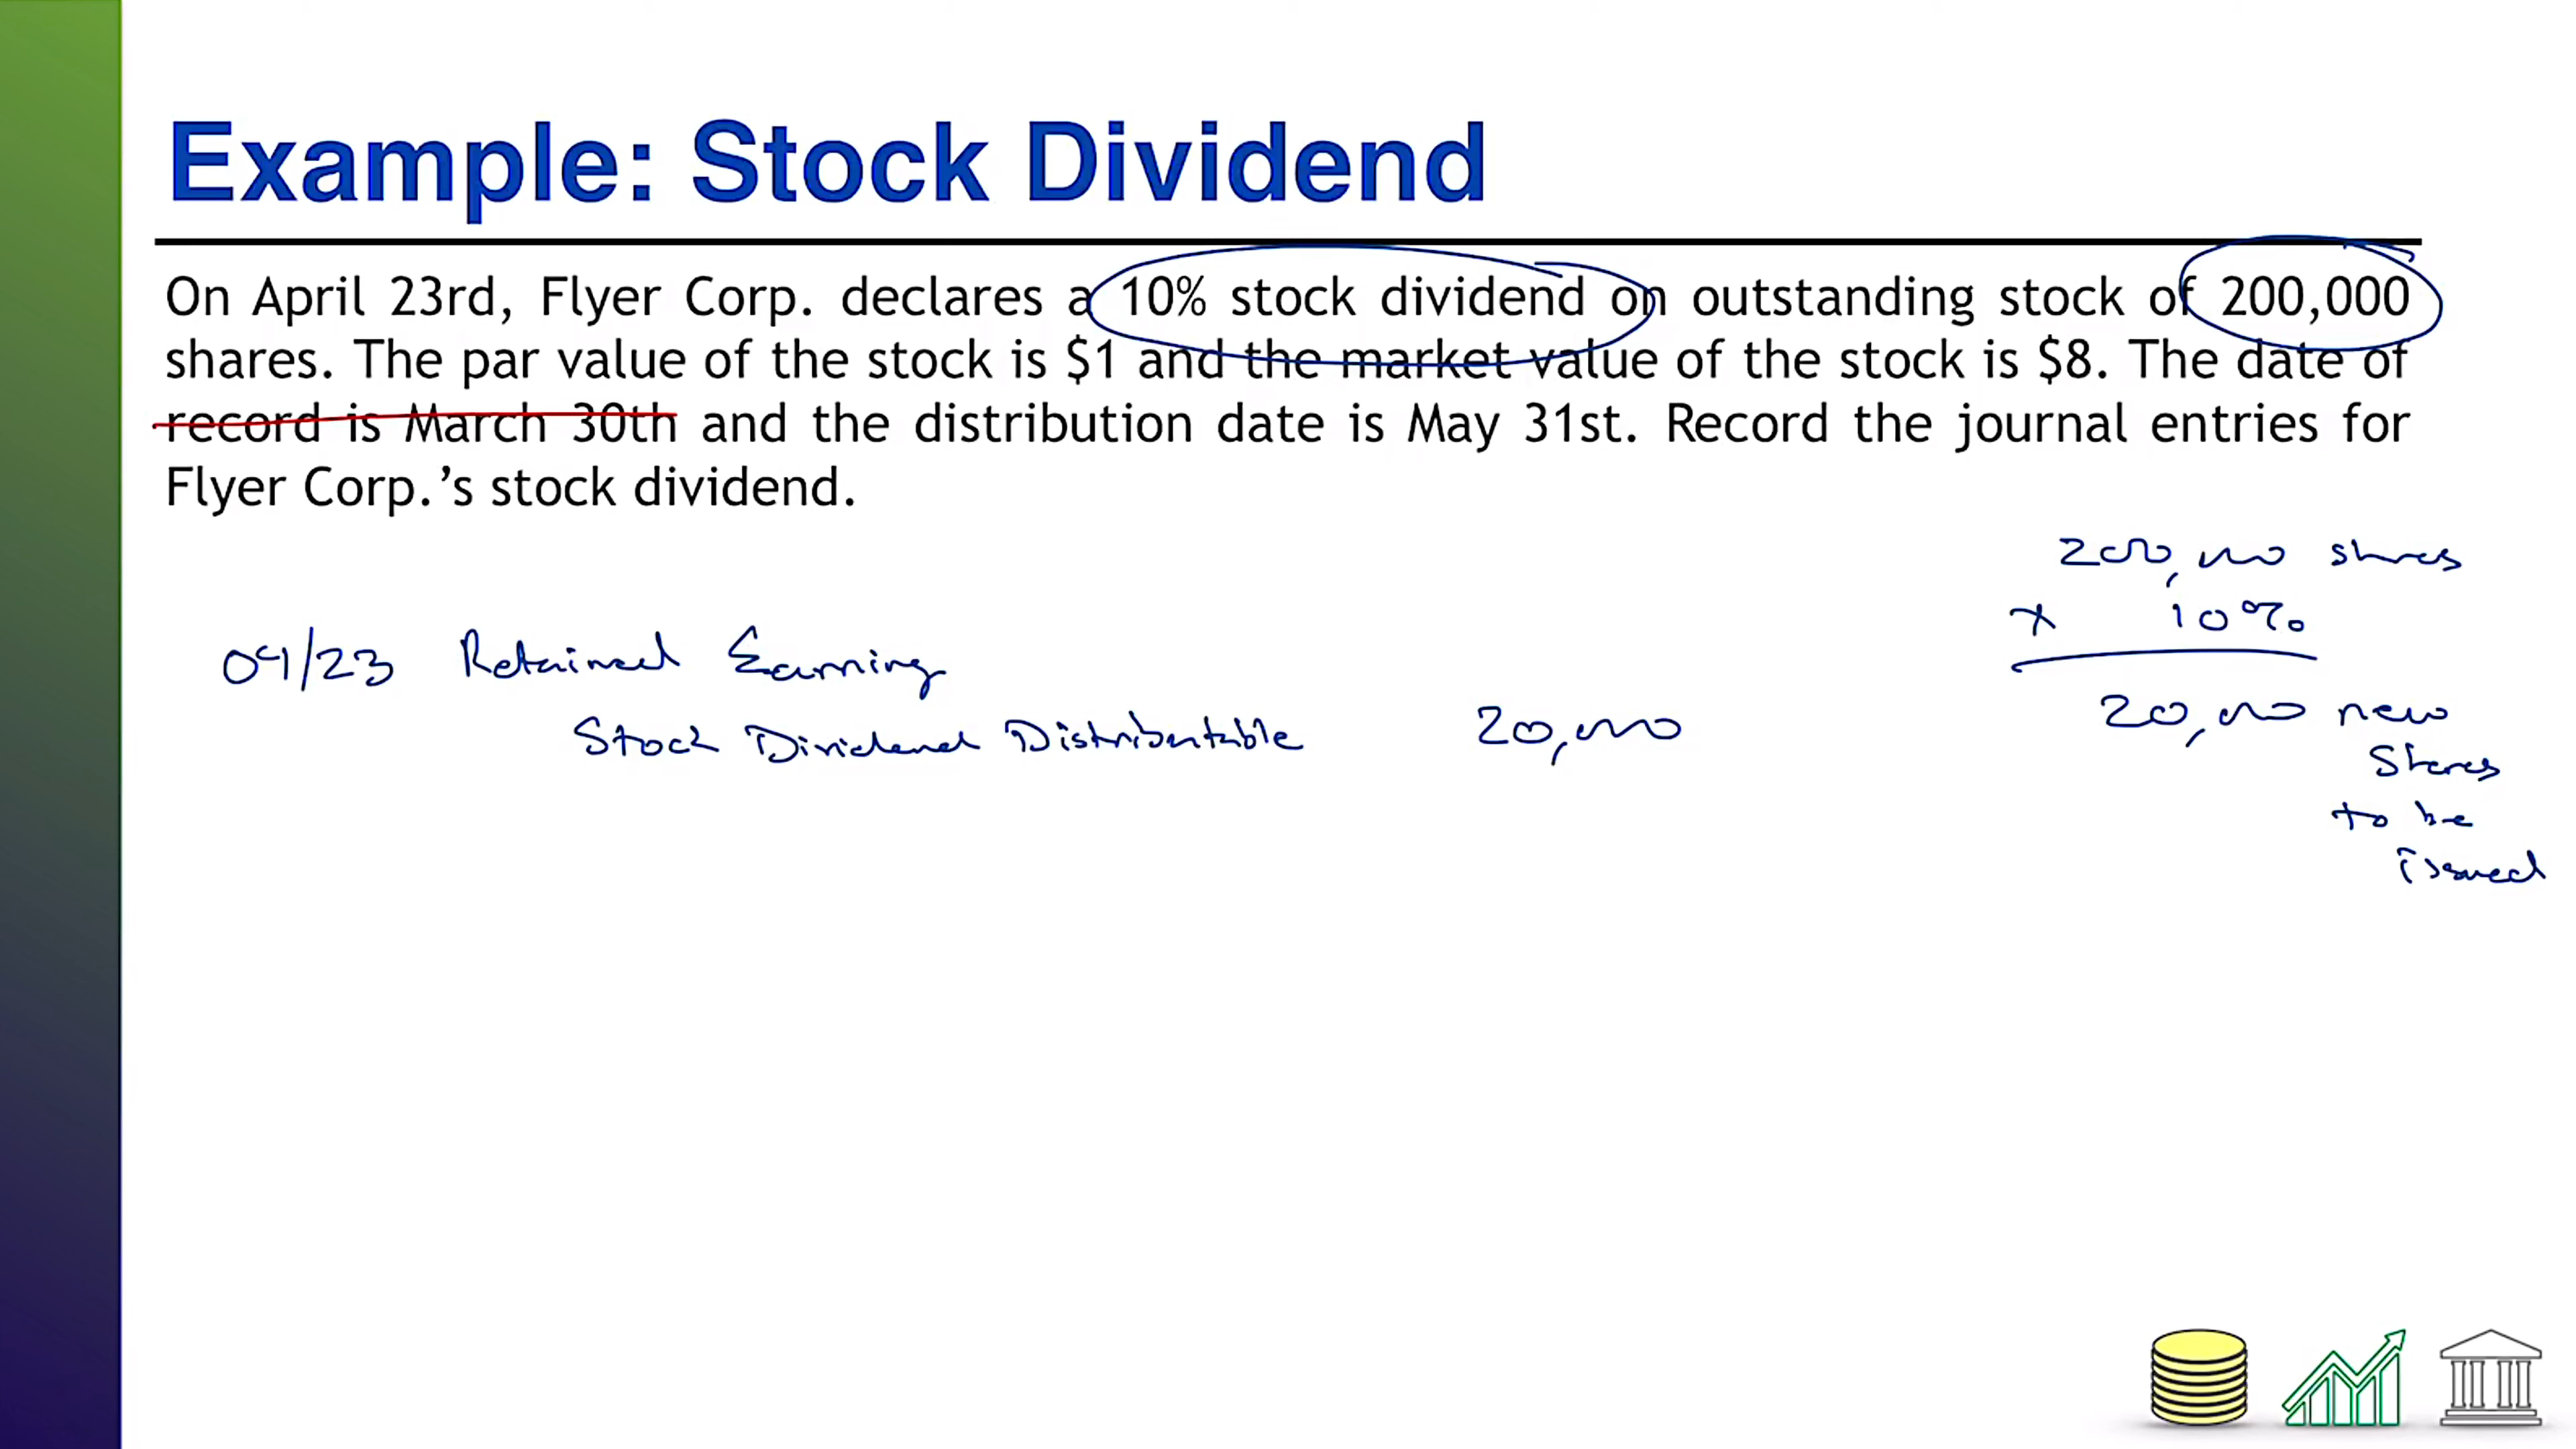 Example: Stock Dividend
On April 23rd, Flyer Corp. declares a 10% stock dividend on outstanding stock of 200,000
shares. The par value of the stock is $1 and the market value of the stock is $8. The date of
record is March 30th and the distribution date is May 31st. Record the journal entries for
Flyer Corp.’s stock dividend.
200,000 shares
x 10%
20,000 new
shares
to be
issued
04/23 Retained Earning
Stock Dividend Distributable 20,000